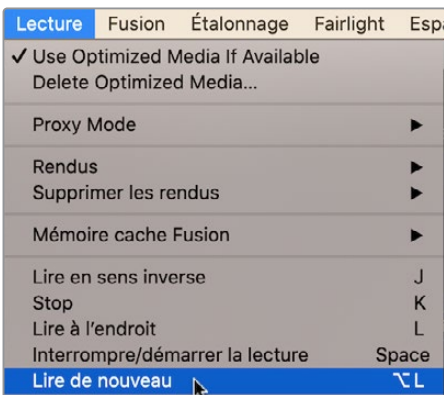 Lecture Fusion Étalonnage Fairlight Esp
✓ Use Optimized Media If Available
Delete Optimized Media...
Proxy Mode ▶
Rendus ▶
Supprimer les rendus ▶
Mémoire cache Fusion ▶
Lire en sens inverse J
Stop K
Lire à l'endroit L
Interrompre/démarrer la lecture Space
Lire de nouveau ⌥L